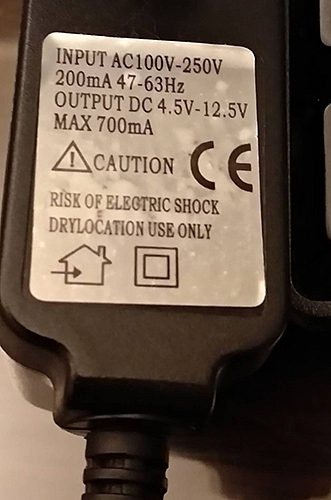 INPUT AC100V-250V
200mA 47-63Hz
OUTPUT DC 4.5V-12.5V
MAX 700mA
CAUTION CE
RISK OF ELECTRIC SHOCK
DRYLOCATION USE ONLY